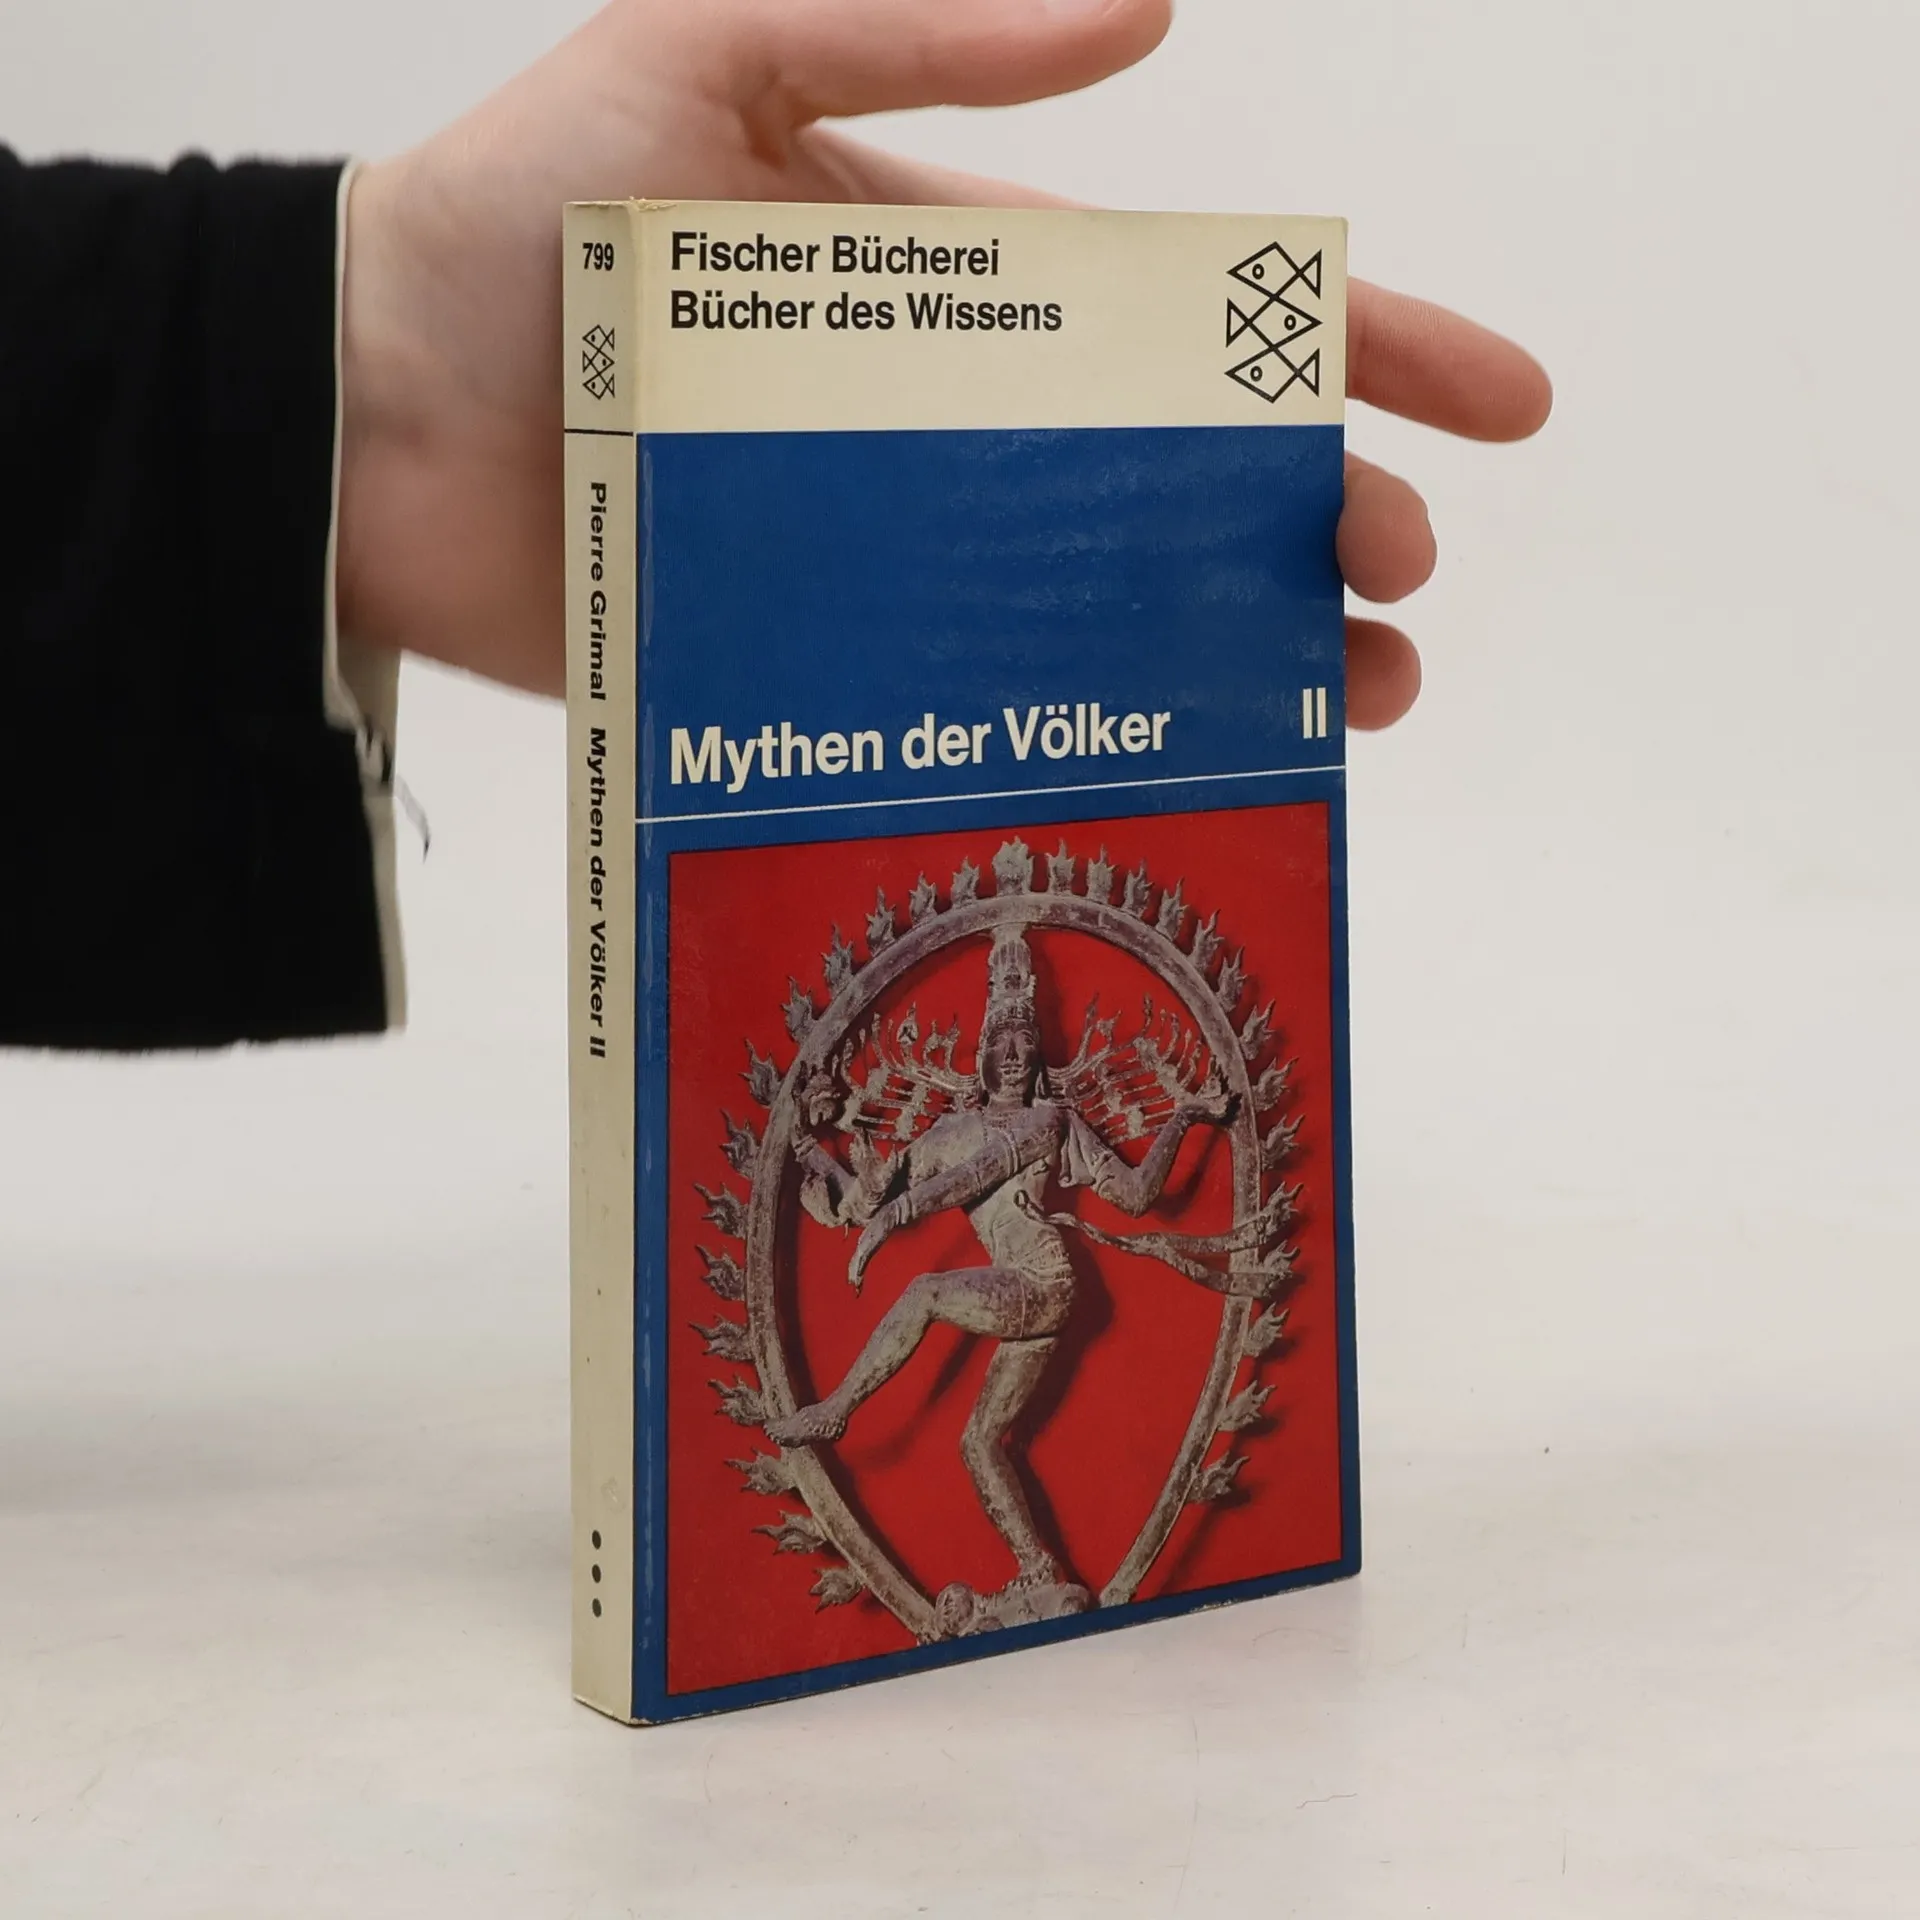 799
Fischer Bücherei
Bücher des Wissens
Pierre Grimal Mythen der Völker II
Mythen der Völker II